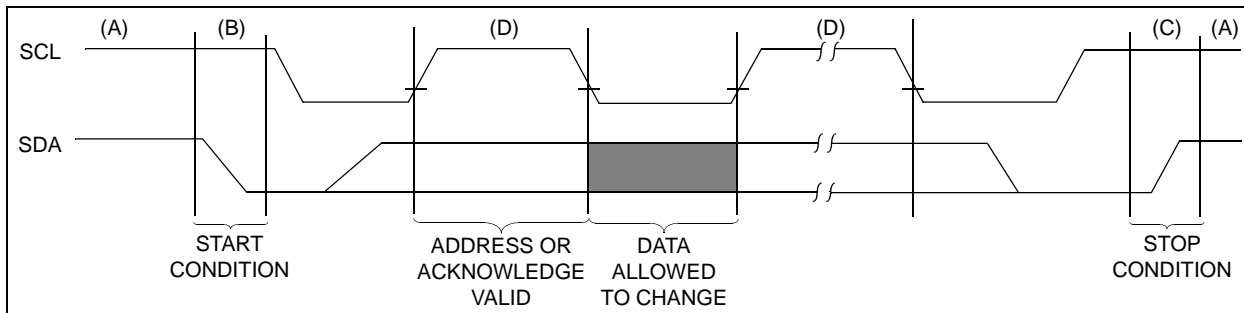 (A) (B) (D) (D) (C) (A)
SCL
SDA
START
CONDITION
ADDRESS OR
ACKNOWLEDGE
VALID
DATA
ALLOWED
TO CHANGE
STOP
CONDITION